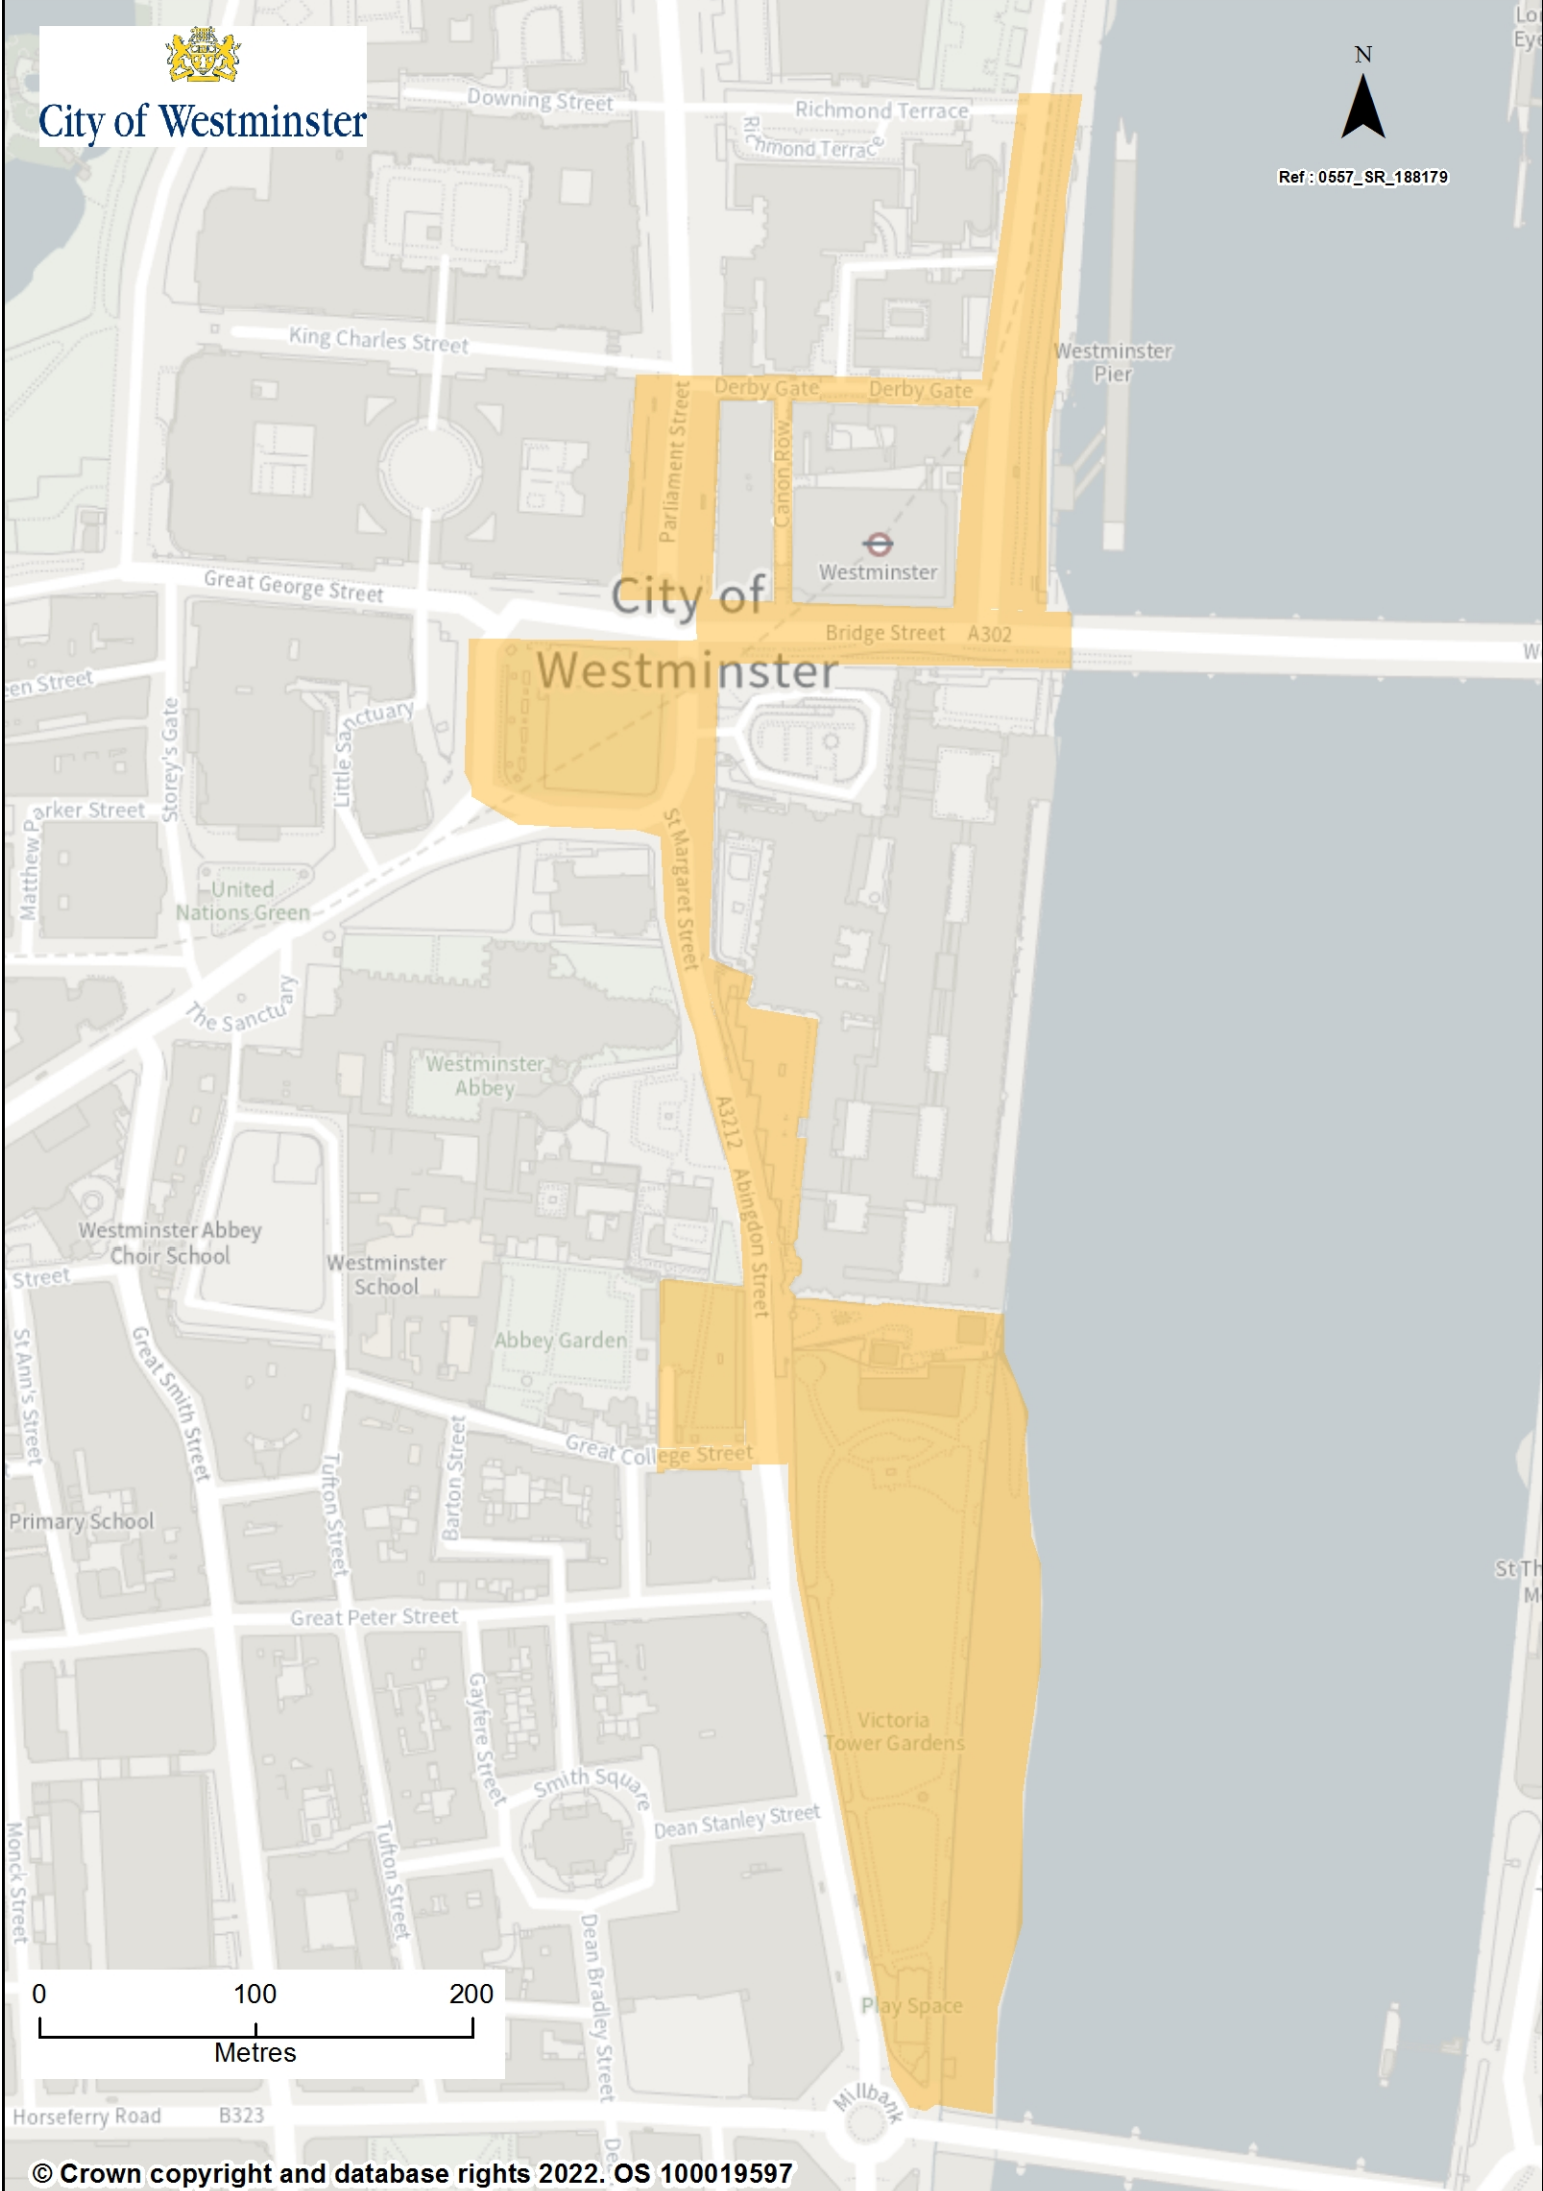 City of Westminster
N
Ref : 0557_SR_188179
Downing Street
Richmond Terrace
Richmond Terrace
King Charles Street
Westminster
Pier
Derby Gate
Derby Gate
Parliament Street
Canon Row
Westminster
Great George Street
City of
Westminster
Bridge Street
A302
een Street
Storey's Gate
Little Sanctuary
Matthew Parker Street
St Margaret Street
United
Nations Green
The Sanctuary
Westminster
Abbey
A3212
Abingdon Street
Westminster Abbey
Choir School
Westminster
School
Street
St Ann's Street
Great Smith Street
Abbey Garden
Great College Street
Barton Street
Tufton Street
Primary School
St Th
Great Peter Street
Gayfere Street
Victoria
Tower Gardens
Smith Square
Dean Stanley Street
Monck Street
Tufton Street
Dean Bradley Street
Play Space
0 100 200
Metres
Millbank
Horseferry Road
B323
© Crown copyright and database rights 2022. OS 100019597